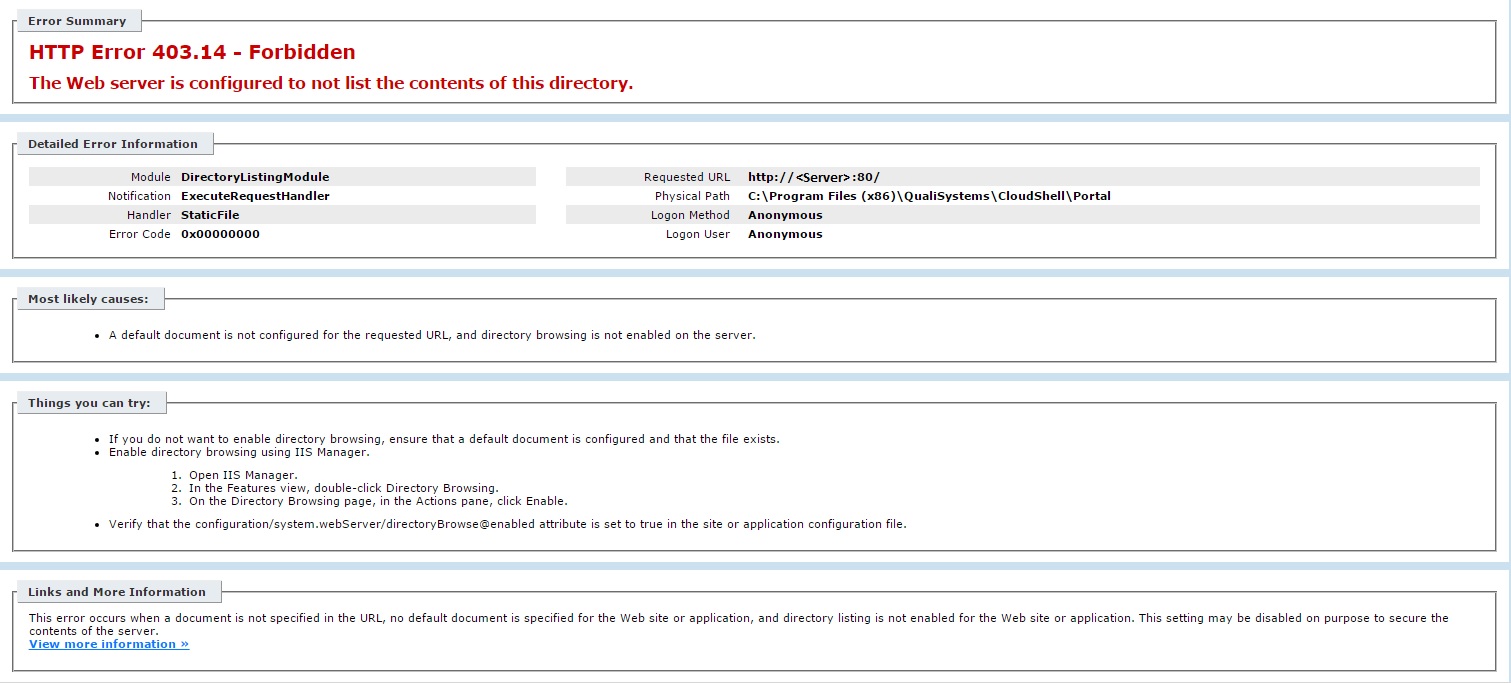 Error Summary
HTTP Error 403.14 - Forbidden
The Web server is configured to not list the contents of this directory.
Detailed Error Information
Module DirectoryListingModule
Notification ExecuteRequestHandler
Handler StaticFile
Error Code 0x00000000
Requested URL http://<Server>:80/
Physical Path C:\Program Files (x86)\QualiSystems\CloudShell\Portal
Logon Method Anonymous
Logon User Anonymous
Most likely causes:
• A default document is not configured for the requested URL, and directory browsing is not enabled on the server.
Things you can try:
• If you do not want to enable directory browsing, ensure that a default document is configured and that the file exists.
• Enable directory browsing using IIS Manager.
1. Open IIS Manager.
2. In the Features view, double-click Directory Browsing.
3. On the Directory Browsing page, in the Actions pane, click Enable.
• Verify that the configuration/system.webServer/directoryBrowse@enabled attribute is set to true in the site or application configuration file.
Links and More Information
This error occurs when a document is not specified in the URL, no default document is specified for the Web site or application, and directory listing is not enabled for the Web site or application. This setting may be disabled on purpose to secure the
contents of the server.
View more information »